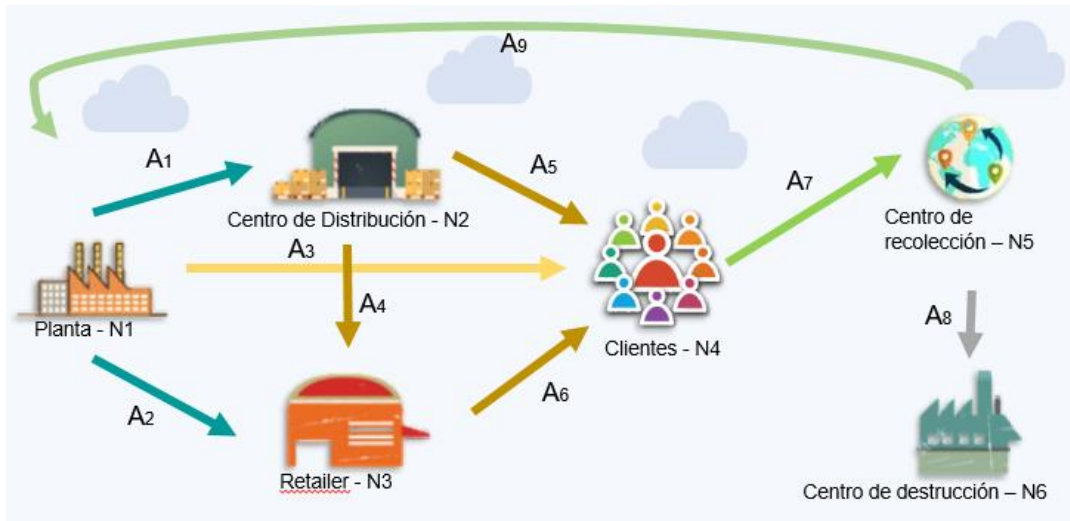 A9
A1
A5
A7
Centro de Distribución - N2
Centro de
recolección – N5
A3
A4
A8
Planta - N1
Clientes - N4
A2
A6
Retailer - N3
Centro de destrucción – N6